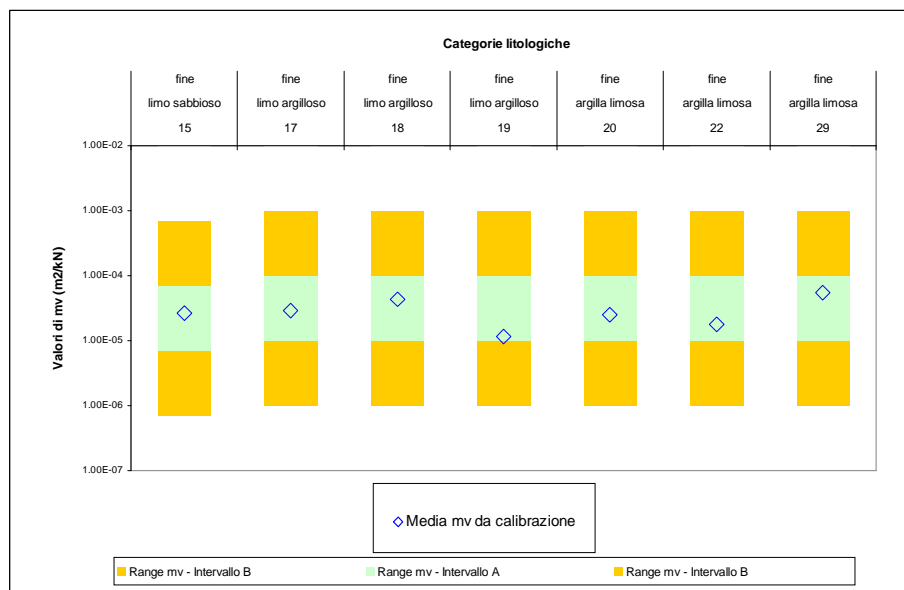 Categorie litologiche
fine fine fine fine fine fine fine
limo sabbioso limo argilloso limo argilloso limo argilloso argilla limosa argilla limosa argilla limosa
15 17 18 19 20 22 29
Valori di mv (m2/kN)
1.00E-02
1.00E-03
1.00E-04
1.00E-05
1.00E-06
1.00E-07
Media mv da calibrazione
Range mv - Intervallo B Range mv - Intervallo A Range mv - Intervallo B